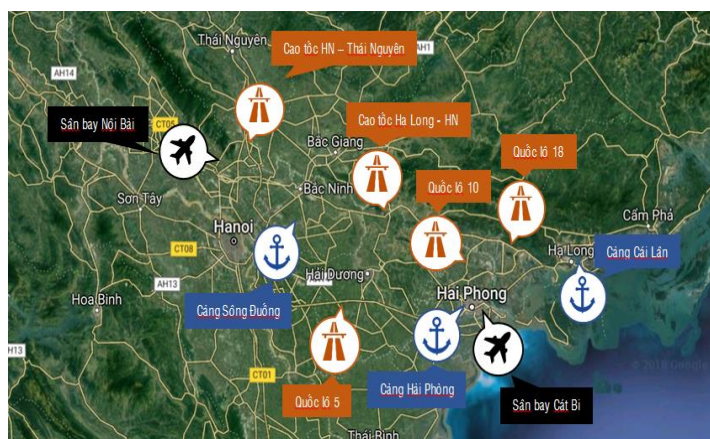 Thái Nguyên
Cao tốc HN – Thái Nguyên
AH1
AH14
Sân bay Nội Bài
CT05
Cao tốc Hạ Long - HN
Bắc Giang
Quốc lộ 18
Bắc Ninh
Quốc lộ 10
Sơn Tây
Cẩm Phả
Hanoi
Hạ Long
Cảng Cái Lân
CT08
Hải Dương
AH13
Hoa Binh
Cảng Sông Đuống
Hai Phong
H13
CT01
Quốc lộ 5
Cảng Hải Phòng
Sân bay Cát Bi
Thái Bình